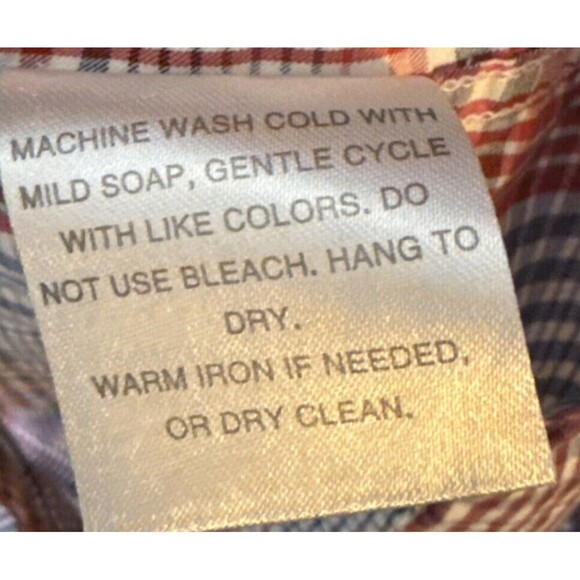 MACHINE WASH COLD WITH
MILD SOAP, GENTLE CYCLE
WITH LIKE COLORS. DO
NOT USE BLEACH. HANG TO
DRY.
WARM IRON IF NEEDED,
OR DRY CLEAN.